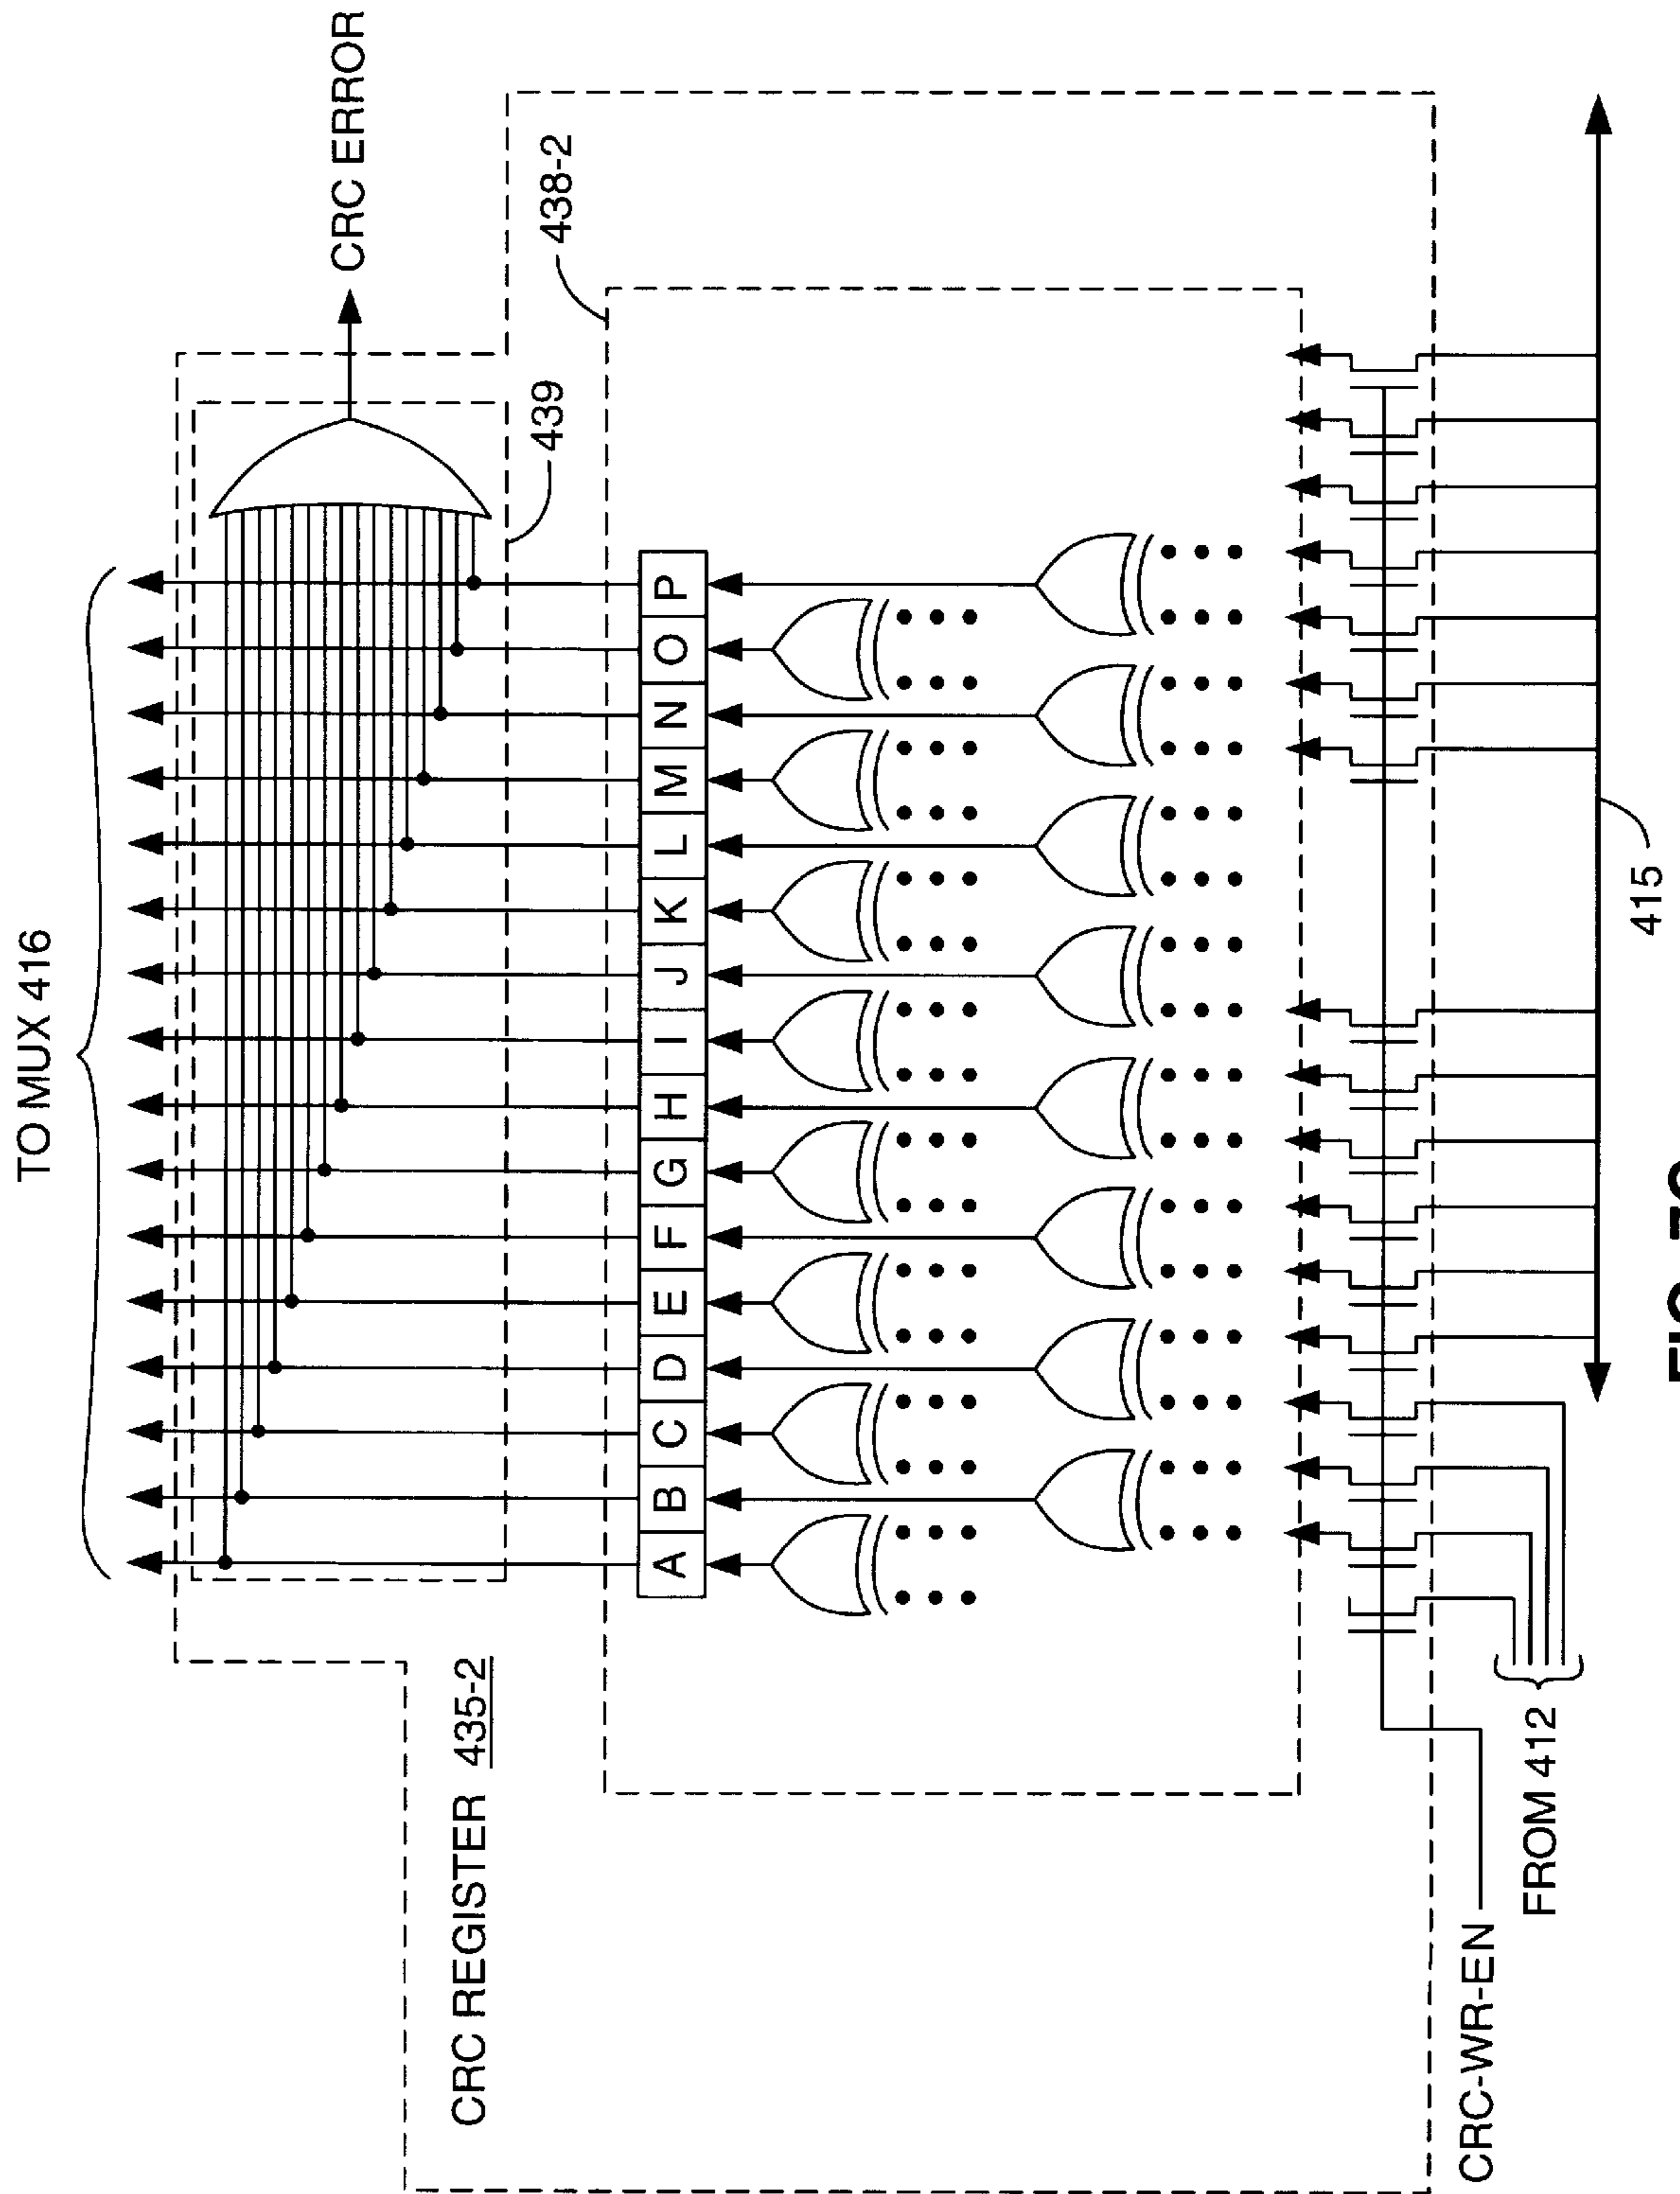 TO MUX 416
CRC ERROR
439
438-2
CRC REGISTER 435-2
A B C D E F G H I J K L M N O P
CRC-WR-EN
FROM 412
415